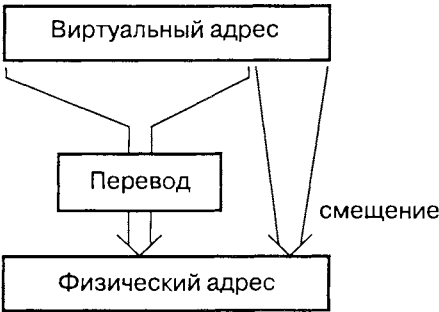 Виртуальный адрес
Перевод
смещение
Физический адрес